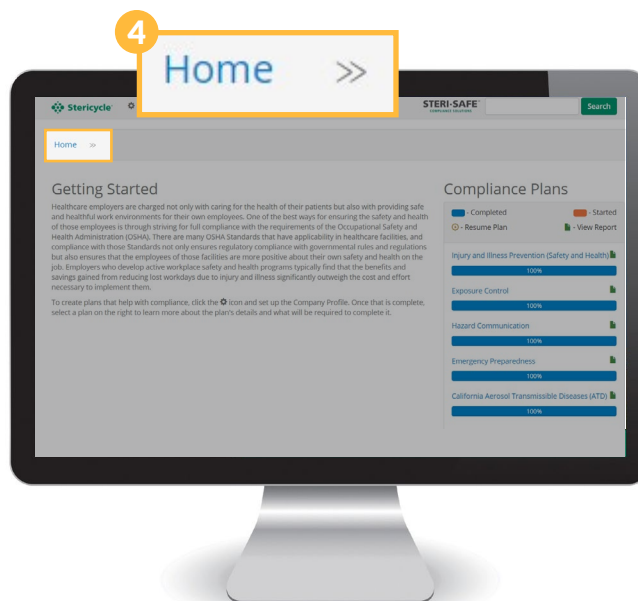 4
Home »
Stericycle
STERI-SAFE™
COMPLIANCE SOLUTIONS
Search
Home »
Getting Started
Healthcare employers are charged not only with caring for the health of their patients but also with providing safe
and healthful work environments for their own employees. One of the best ways for ensuring the safety and health
of those employees is through striving for full compliance with the requirements of the Occupational Safety and
Health Administration (OSHA). There are many OSHA Standards that have applicability in healthcare facilities, and
compliance with those Standards not only ensures regulatory compliance with governmental rules and regulations
but also ensures that the employees of those facilities are more positive about their own safety and health on the
job. Employers who develop active workplace safety and health programs typically find that the benefits and
savings gained from reducing lost workdays due to injury and illness significantly outweigh the cost and effort
necessary to implement them.
To create plans that help with compliance, click the icon and set up the Company Profile. Once that is complete,
select a plan on the right to learn more about the plan's details and what will be required to complete it.
Compliance Plans
- Completed - Started
- Resume Plan - View Report
Injury and Illness Prevention (Safety and Health)
100%
Exposure Control
100%
Hazard Communication
100%
Emergency Preparedness
100%
California Aerosol Transmissible Diseases (ATD)
100%